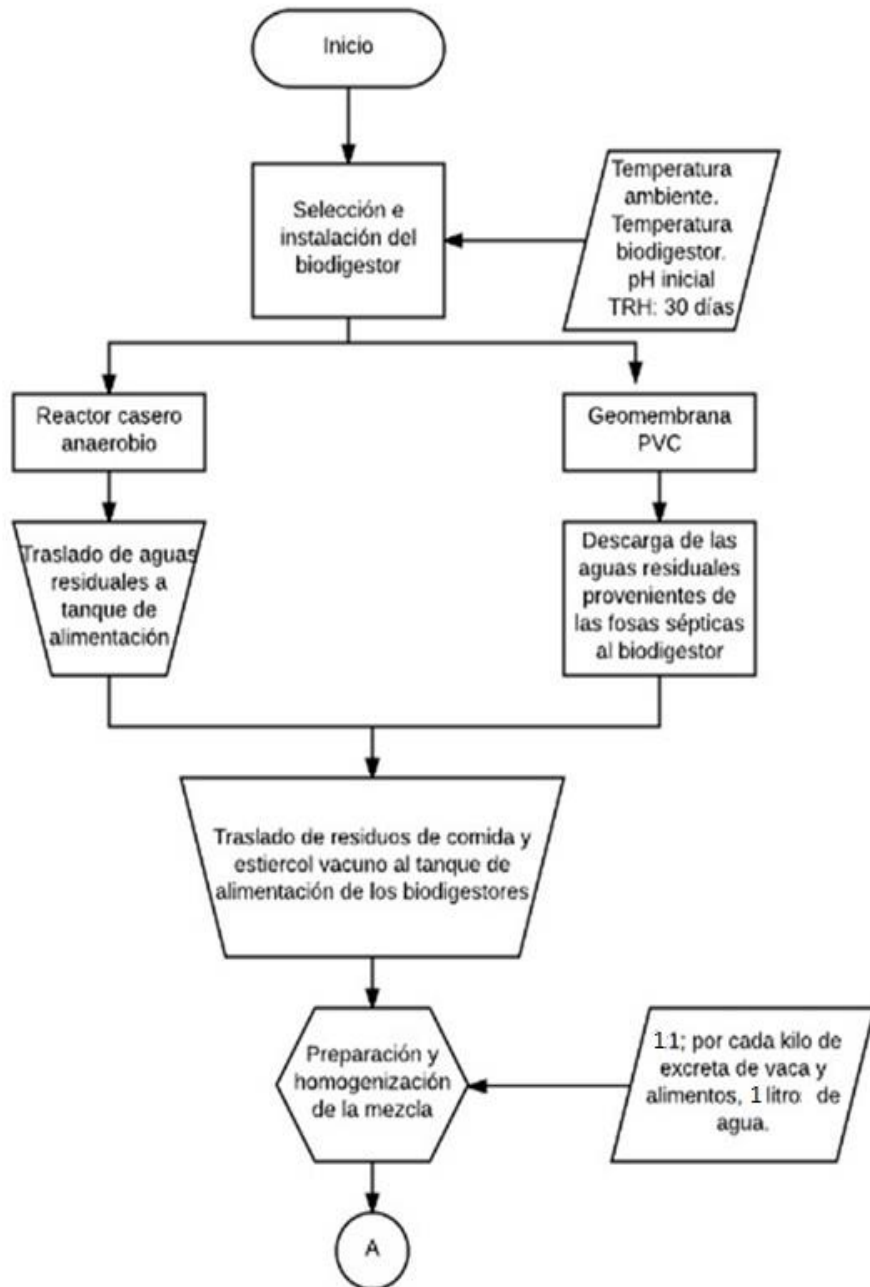 Inicio
Selección e
instalación del
biodigestor
Temperatura
ambiente.
Temperatura
biodigestor.
pH inicial
TRH: 30 días
Reactor casero
anaerobio
Geomembrana
PVC
Traslado de aguas
residuales a
tanque de
alimentación
Descarga de las
aguas residuales
provenientes de
las fosas sépticas
al biodigestor
Traslado de residuos de comida y
estiercol vacuno al tanque de
alimentación de los biodigestores
Preparación y
homogenización
de la mezcla
1:1; por cada kilo de
excreta de vaca y
alimentos, 1 litro de
agua.
A